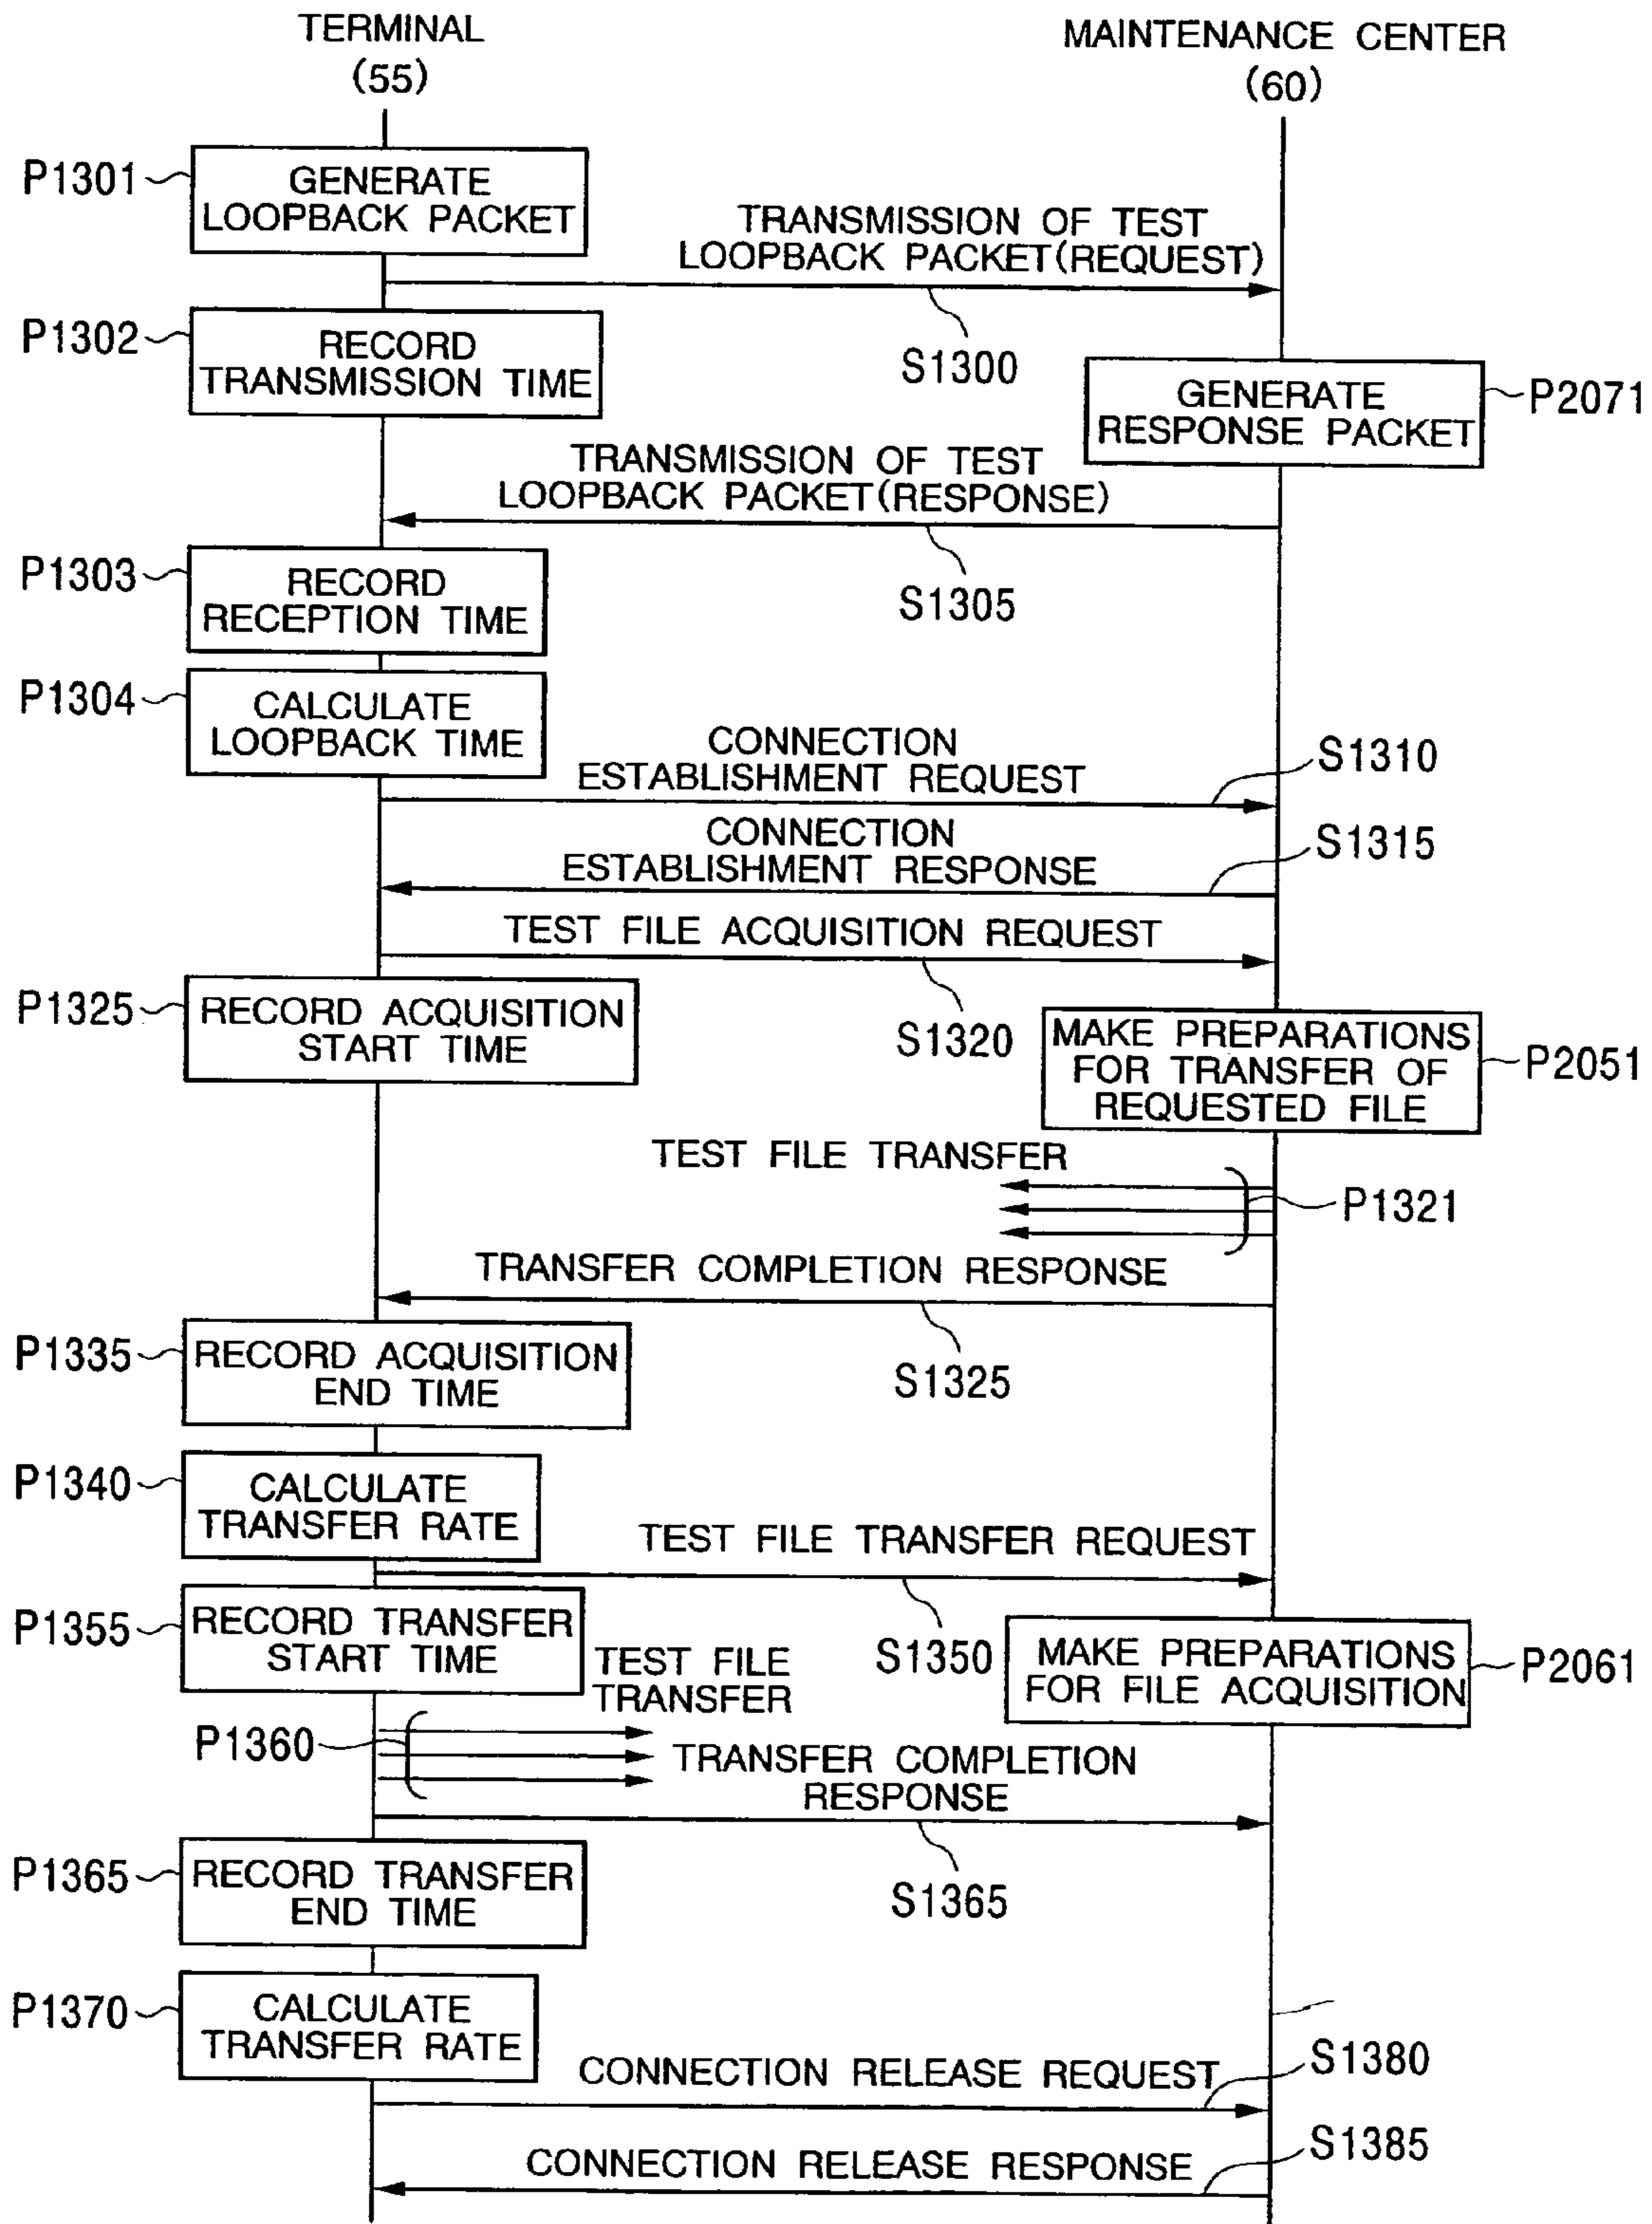 TERMINAL
(55)
MAINTENANCE CENTER
(60)
P1301
GENERATE
LOOPBACK PACKET
TRANSMISSION OF TEST
LOOPBACK PACKET(REQUEST)
S1300
P1302
RECORD
TRANSMISSION TIME
GENERATE
RESPONSE PACKET
P2071
TRANSMISSION OF TEST
LOOPBACK PACKET(RESPONSE)
S1305
P1303
RECORD
RECEPTION TIME
P1304
CALCULATE
LOOPBACK TIME
CONNECTION
ESTABLISHMENT REQUEST
S1310
CONNECTION
ESTABLISHMENT RESPONSE
S1315
TEST FILE ACQUISITION REQUEST
S1320
P1325
RECORD ACQUISITION
START TIME
MAKE PREPARATIONS
FOR TRANSFER OF
REQUESTED FILE
P2051
TEST FILE TRANSFER
P1321
TRANSFER COMPLETION RESPONSE
S1325
P1335
RECORD ACQUISITION
END TIME
P1340
CALCULATE
TRANSFER RATE
TEST FILE TRANSFER REQUEST
S1350
P1355
RECORD TRANSFER
START TIME
MAKE PREPARATIONS
FOR FILE ACQUISITION
P2061
TEST FILE
TRANSFER
P1360
TRANSFER COMPLETION
RESPONSE
S1365
P1365
RECORD TRANSFER
END TIME
P1370
CALCULATE
TRANSFER RATE
CONNECTION RELEASE REQUEST
S1380
CONNECTION RELEASE RESPONSE
S1385